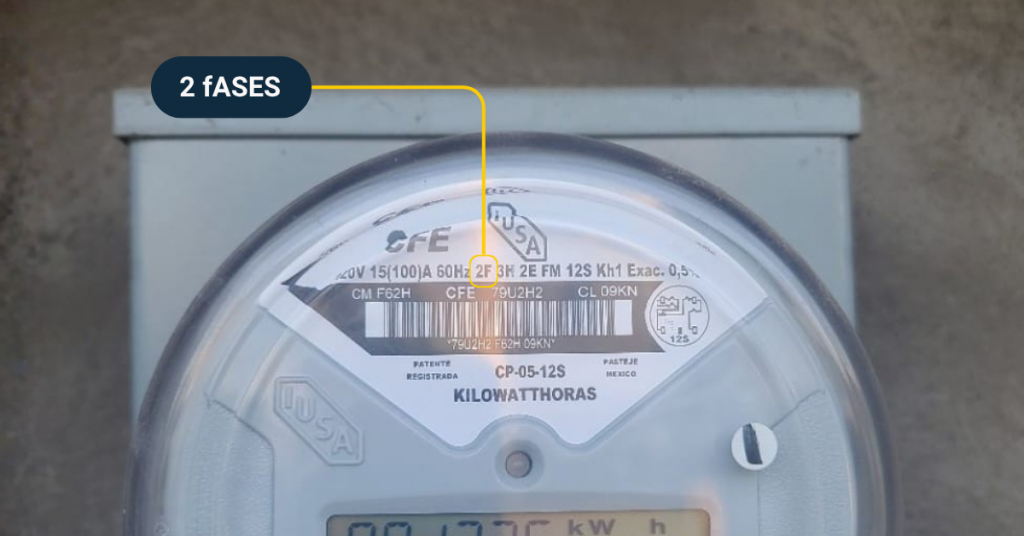 2 fASES
CFE
IUSA
20V 15(100)A 60Hz 2F 3H 2E FM 12S Kh1 Exac. 0,5%
CM F62H CFE 79U2H2 CL 09KN
*79U2H2 F62H 09KN*
12S
PATENTE
REGISTRADA
CP-05-12S
PASTEJE
MEXICO
KILOWATTHORAS
IUSA
kW h